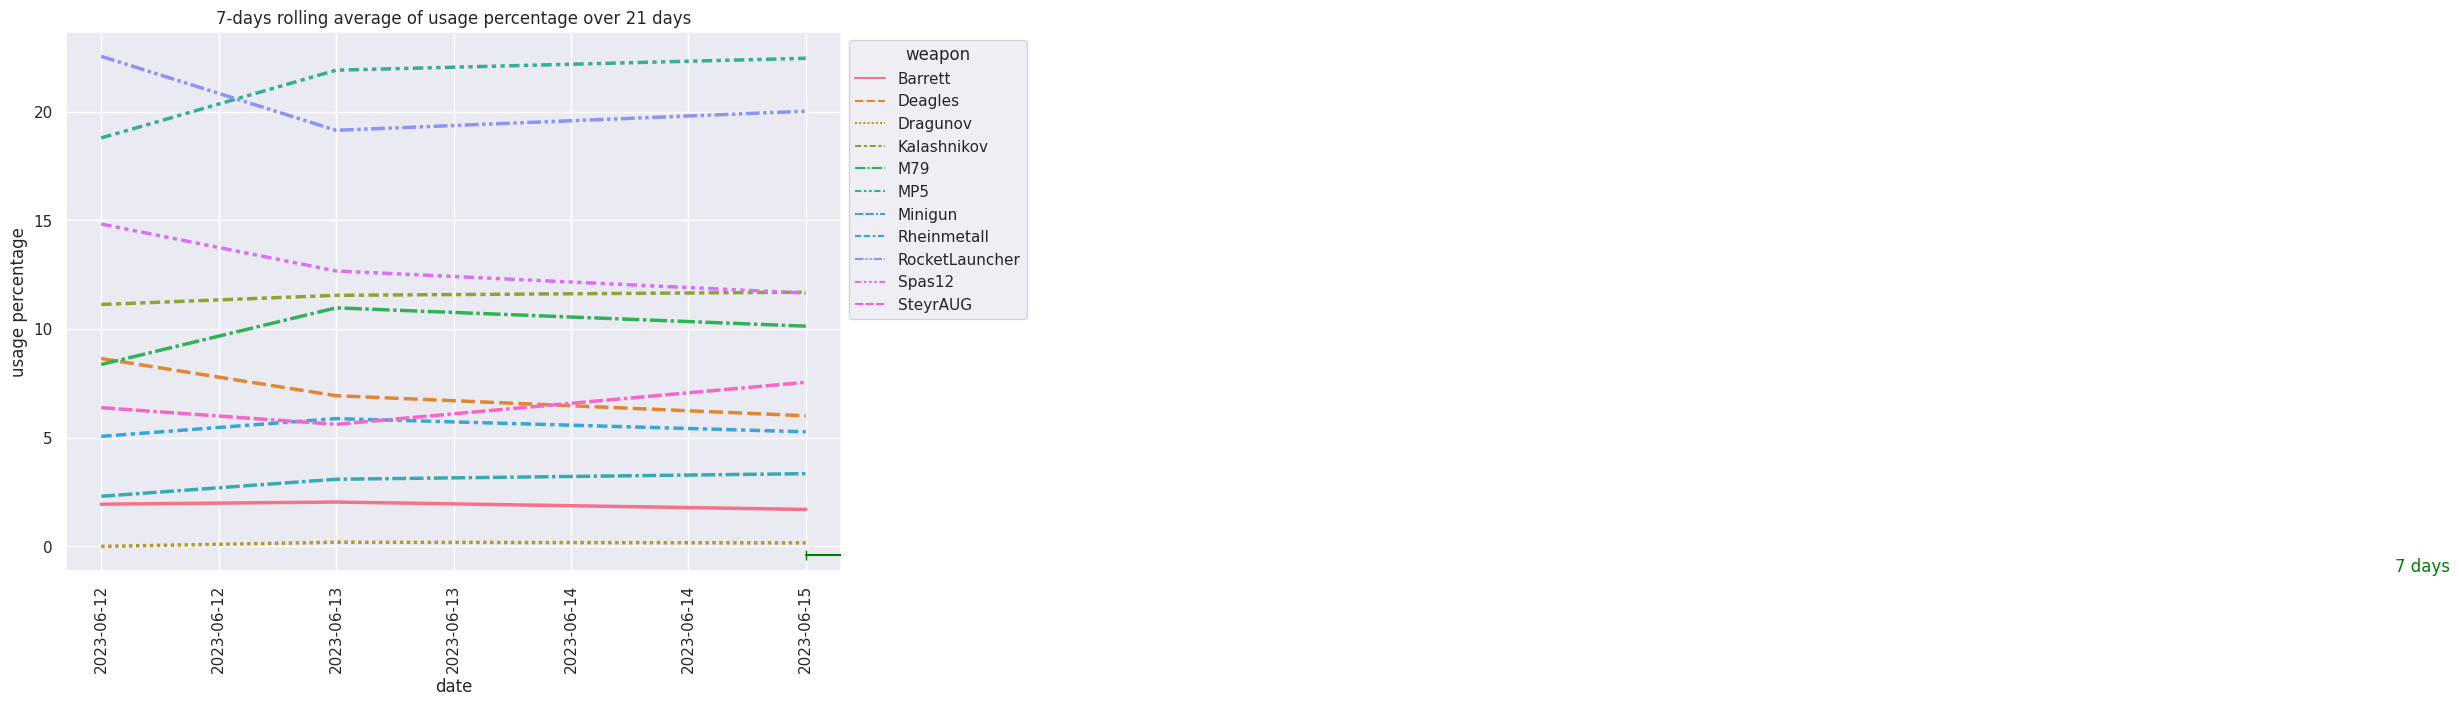 7-days rolling average of usage percentage over 21 days
usage percentage
20
15
10
5
0
2023-06-12
2023-06-12
2023-06-13
2023-06-13
2023-06-14
2023-06-14
2023-06-15
date
weapon
Barrett
Deagles
Dragunov
Kalashnikov
M79
MP5
Minigun
Rheinmetall
RocketLauncher
Spas12
SteyrAUG
7 days